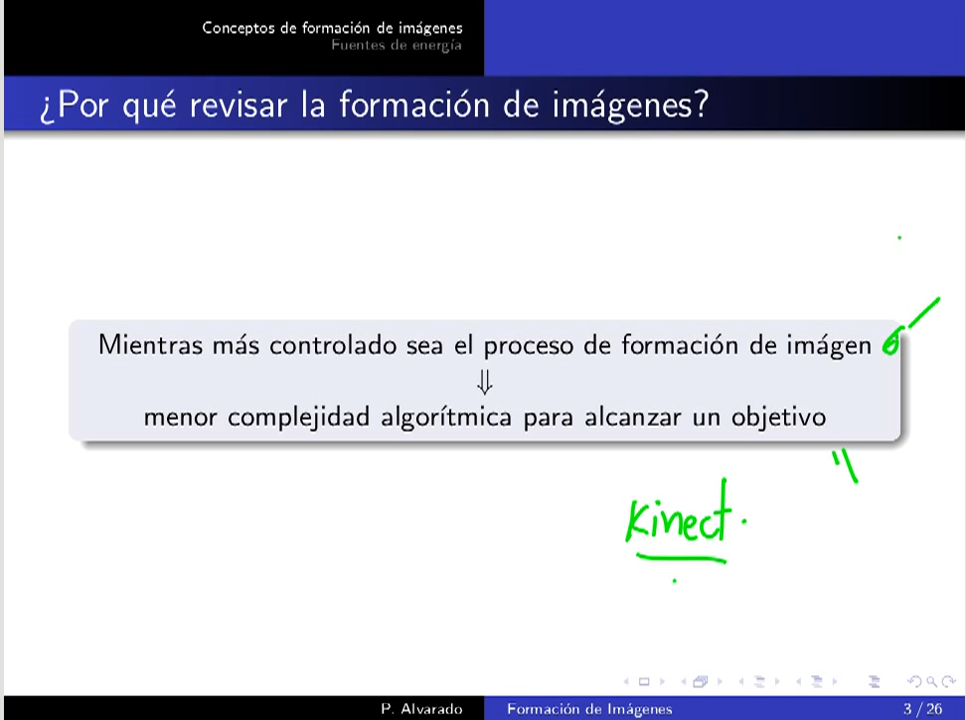 Conceptos de formación de imágenes
Fuentes de energía
¿Por qué revisar la formación de imágenes?
Mientras más controlado sea el proceso de formación de imágen
⇓
menor complejidad algorítmica para alcanzar un objetivo
Kinect.
P. Alvarado
Formación de Imágenes
3 / 26